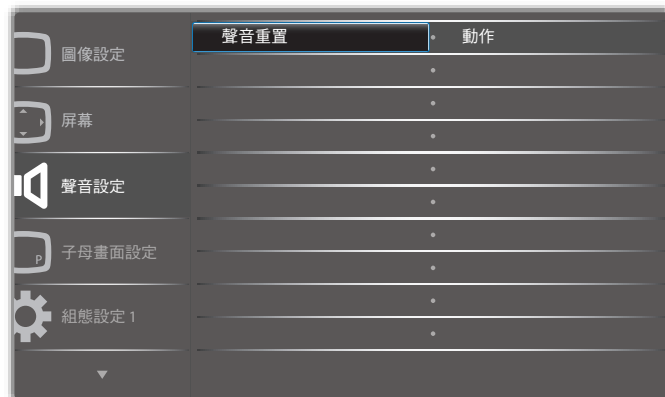 聲音重置 動作
圖像設定
屏幕
聲音設定
P
子母畫面設定
組態設定 1